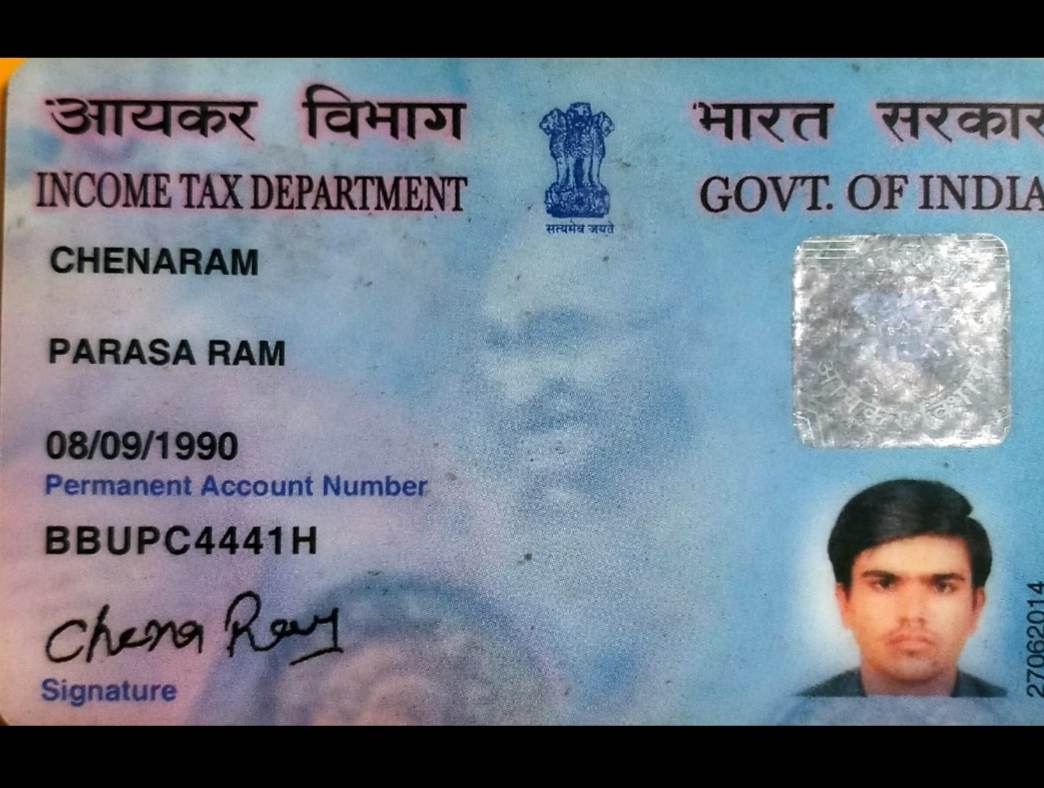 आयकर विभाग
भारत सरकार
INCOME TAX DEPARTMENT
GOVT. OF INDIA
सत्यमेव जयते
CHENARAM
PARASA RAM
08/09/1990
Permanent Account Number
BBUPC4441H
Chena Ram
Signature
27062014